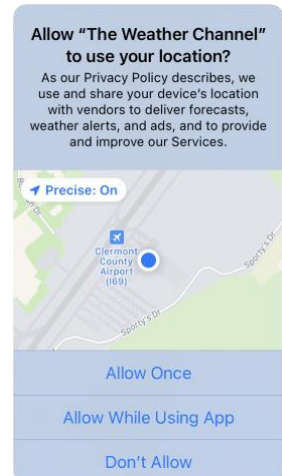 Allow “The Weather Channel”
to use your location?
As our Privacy Policy describes, we
use and share your device's location
with vendors to deliver forecasts,
weather alerts, and ads, and to provide
and improve our Services.
Precise: On
Clermont
County
Airport
(I69)
Sporty's Dr
Sporty's Dr
Allow Once
Allow While Using App
Don't Allow